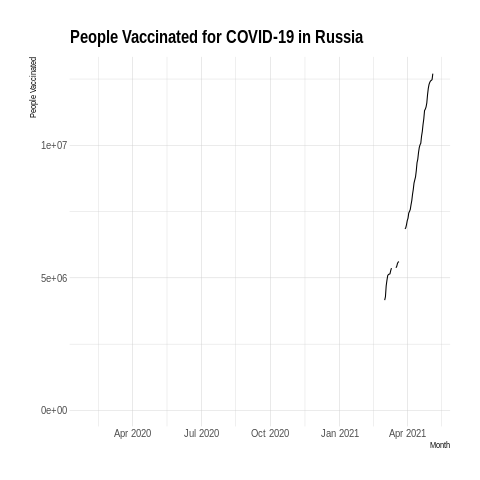 People Vaccinated for COVID-19 in Russia
People Vaccinated
1e+07
5e+06
0e+00
Apr 2020 Jul 2020 Oct 2020 Jan 2021 Apr 2021
Month